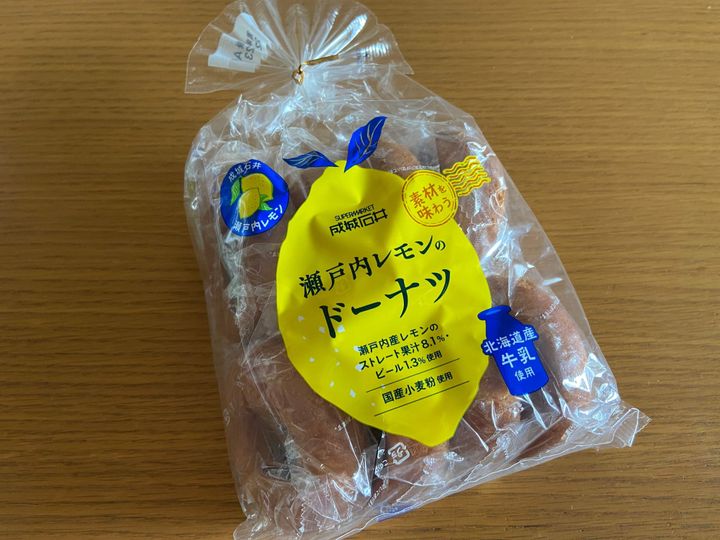 成城石井
瀬戸内レモン
SUPERMARKET
成城石井
素材を
味わう
瀬戸内レモンの
ドーナツ
瀬戸内産レモンの
ストレート果汁8.1%・
ピール1.3%使用
国産小麦粉使用
北海道産
牛乳
使用